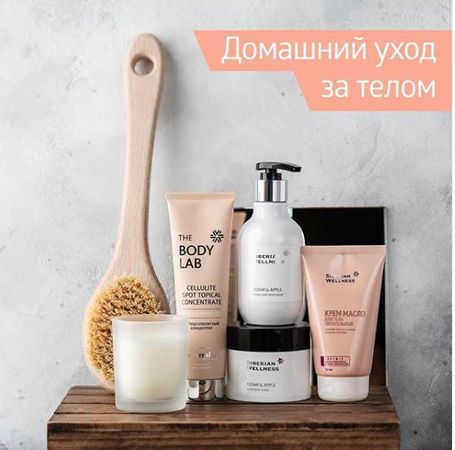 Домашний уход
за телом
THE
BODY
LAB
CELLULITE
SPOT TOPICAL
CONCENTRATE
SIBERIAN
WELLNESS
CEDAR & APPLE
SIBERIAN
WELLNESS
CEDAR & APPLE
SIBERIAN
WELLNESS
КРЕМ-МАСЛО
ДЛЯ ТЕЛА
ПИТАТЕЛЬНЫЙ